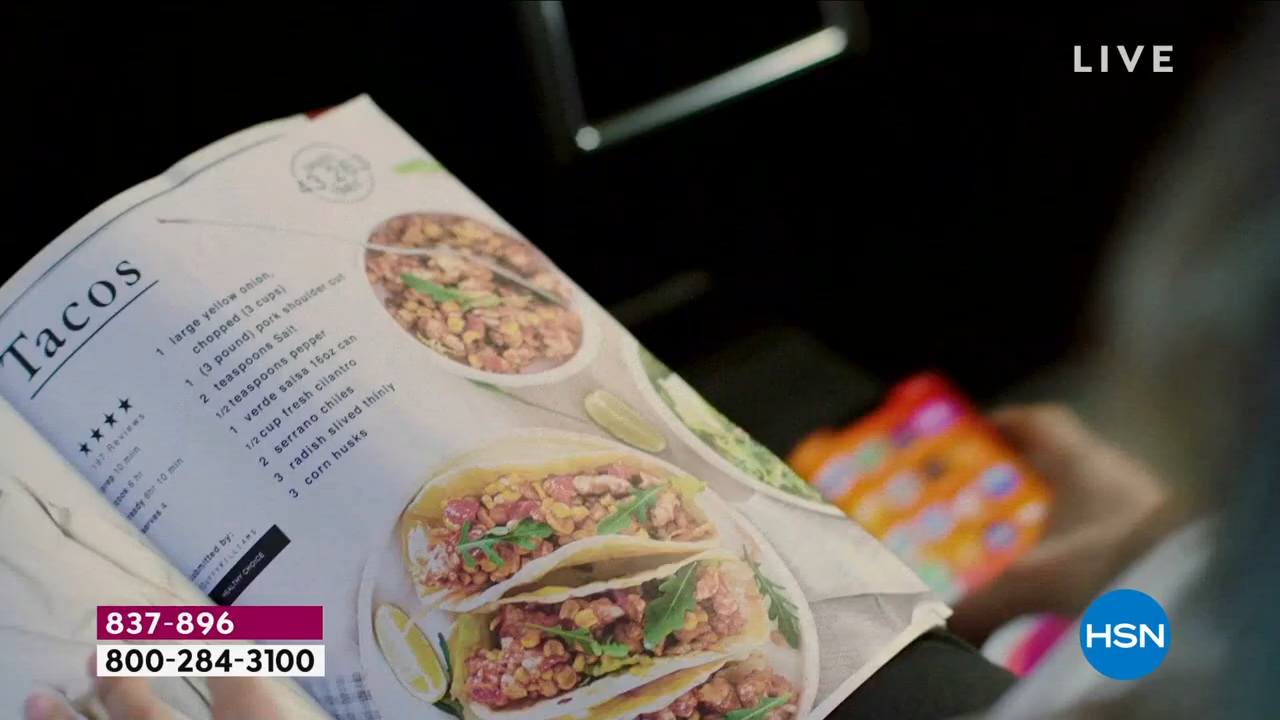 LIVE
Tacos
1 large yellow onion,
chopped (3 cups)
1 (3 pound) pork shoulder cut
2 teaspoons Salt
1/2 teaspoons pepper
1 verde salsa 16oz can
1/2 cup fresh cilantro
2 serrano chiles
3 radish slived thinly
3 corn husks
Reviews
10 min
6 hr
6hr 10 min
serves 4
submitted by:
HEALTHY CHOICE
837-896
800-284-3100
HSN